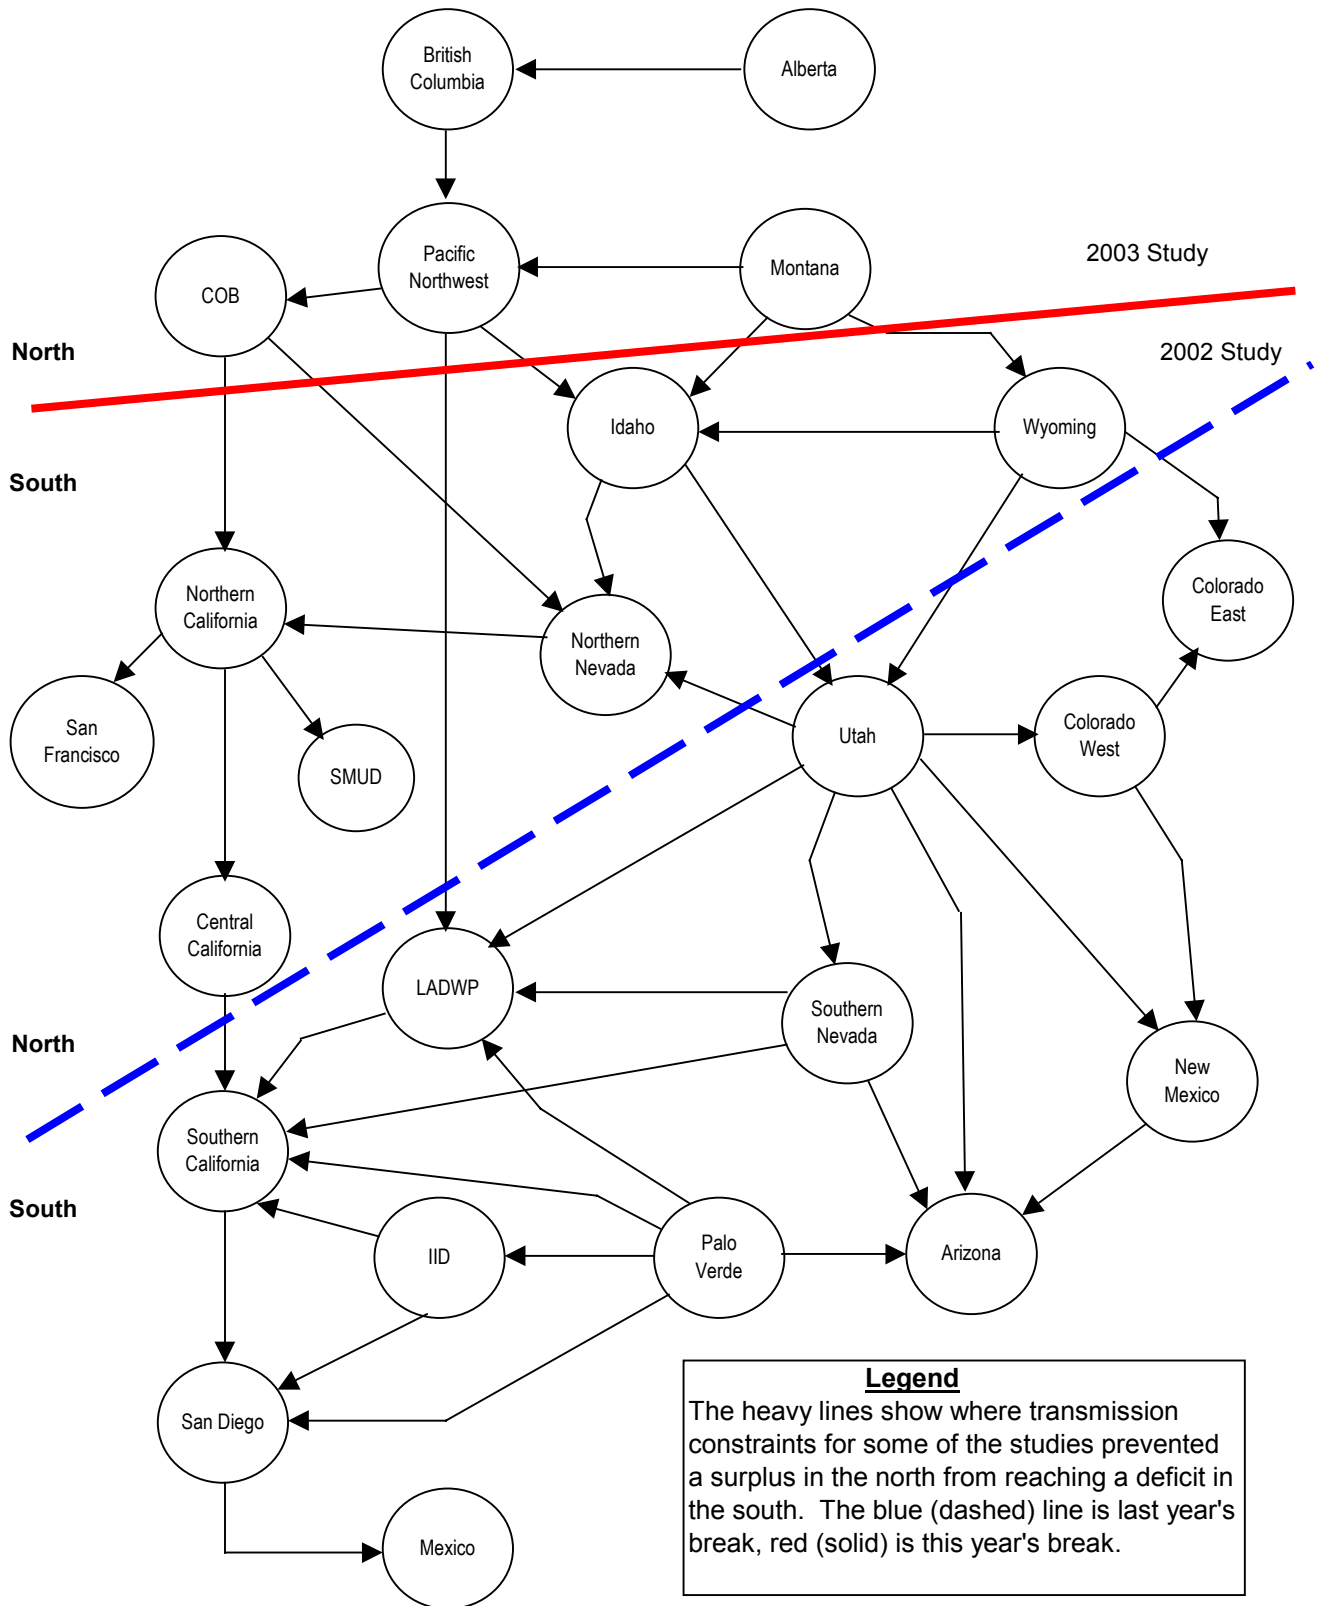 British
Columbia
Alberta
Pacific
Northwest
Montana
2003 Study
COB
North
2002 Study
Idaho
Wyoming
South
Northern
California
Colorado
East
Northern
Nevada
San
Francisco
SMUD
Utah
Colorado
West
Central
California
LADWP
Southern
Nevada
North
New
Mexico
Southern
California
South
IID
Palo
Verde
Arizona
San Diego
Mexico
Legend
The heavy lines show where transmission
constraints for some of the studies prevented
a surplus in the north from reaching a deficit in
the south.  The blue (dashed) line is last year's
break, red (solid) is this year's break.